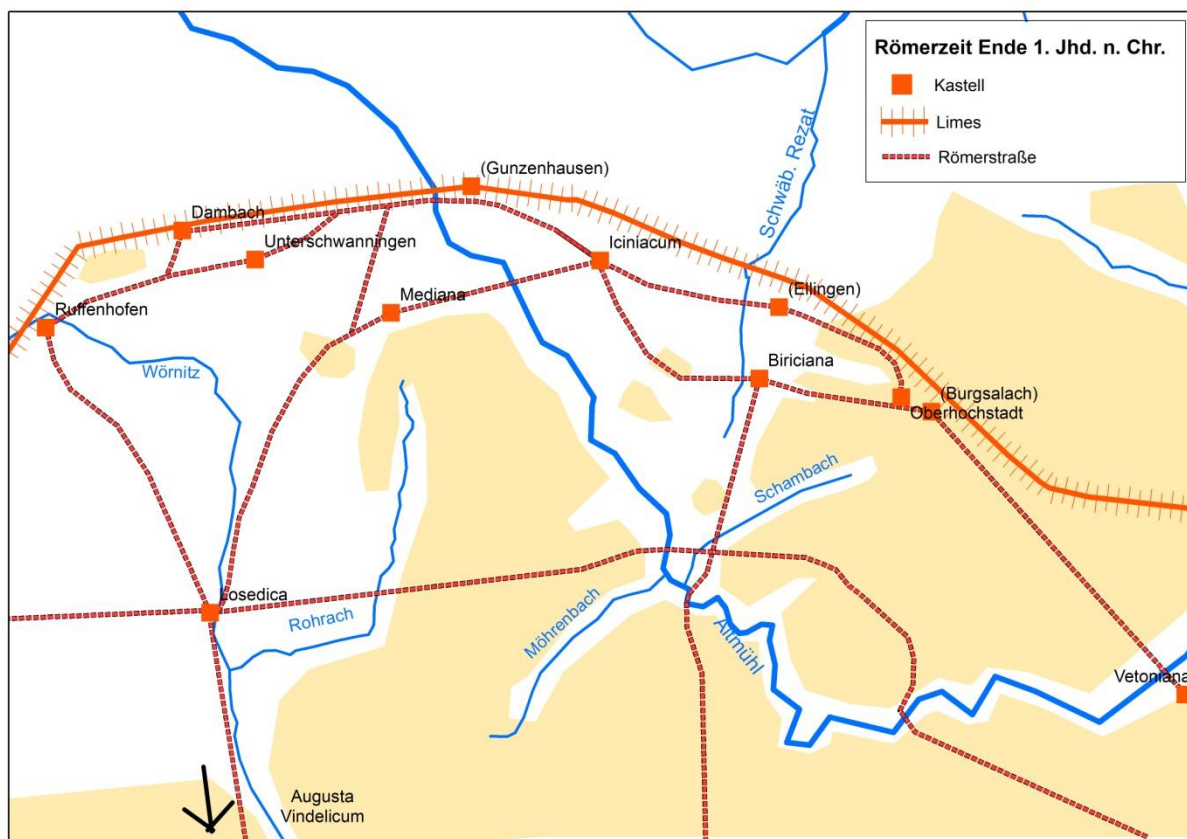 Römerzeit Ende 1. Jhd. n. Chr.
Kastell
Limes
Römerstraße
Schwäb. Rezat
(Gunzenhausen)
Dambach
Unterschwanningen
Iciniacum
(Ellingen)
Mediana
Ruffenhofen
Wörnitz
Biriciana
(Burgsalach)
Oberhochstadt
Schambach
Losedica
Rohrach
Möhrenbach
Altmühl
Vetoniana
Augusta
Vindelicum